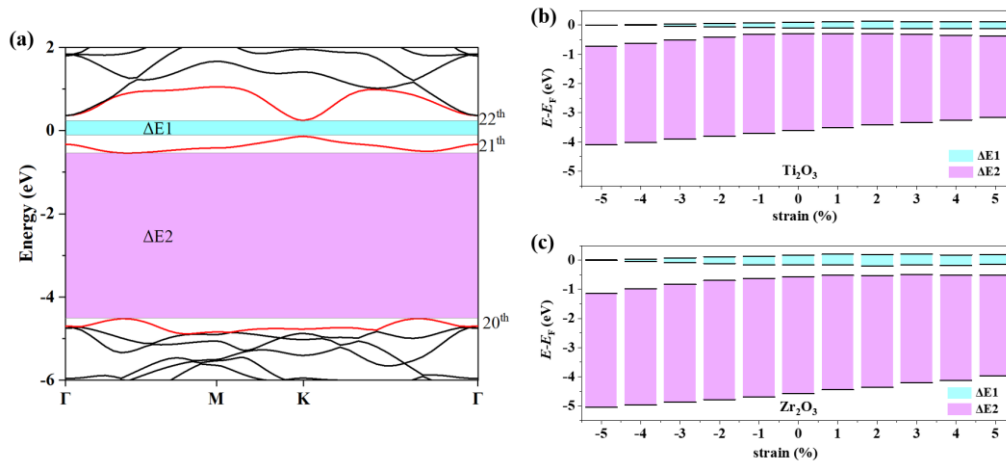 (a)
2
0
-2
-4
-6
Energy (eV)
Γ
M
K
Γ
ΔE1
ΔE2
22th
21th
20th
(b)
0
-1
-2
-3
-4
-5
E-EF (eV)
Ti2O3
ΔE1
ΔE2
-5 -4 -3 -2 -1 0 1 2 3 4 5
strain (%)
(c)
0
-1
-2
-3
-4
-5
E-EF (eV)
Zr2O3
ΔE1
ΔE2
-5 -4 -3 -2 -1 0 1 2 3 4 5
strain (%)